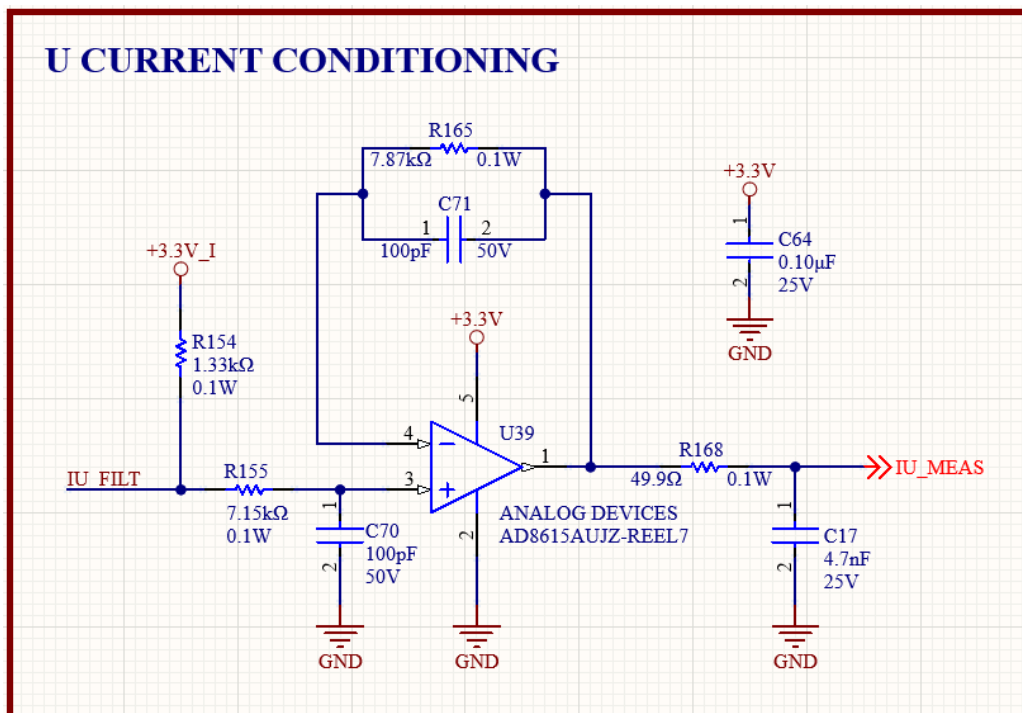 U CURRENT CONDITIONING
R165
7.87kΩ 0.1W
C71
1 2
100pF 50V
+3.3V
1
C64
0.10µF
25V
2
GND
+3.3V_I
R154
1.33kΩ
0.1W
+3.3V
5
4
U39
1
3
2
ANALOG DEVICES
AD8615AUJZ-REEL7
IU_FILT
R155
7.15kΩ
0.1W
1
C70
100pF
50V
2
GND
GND
R168
49.9Ω 0.1W
IU_MEAS
1
C17
4.7nF
25V
2
GND